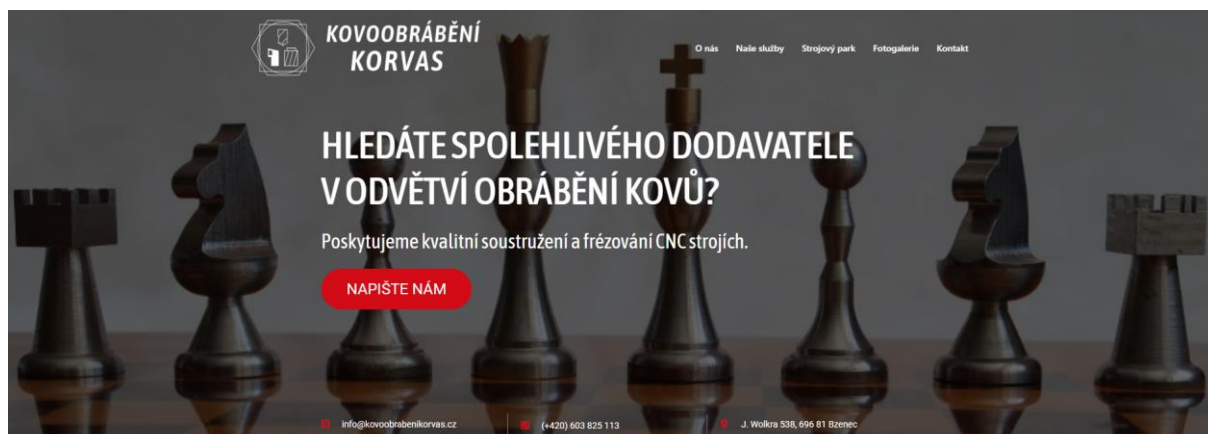 KOVOOBRÁBĚNÍ
KORVAS
O nás Naše služby Strojový park Fotogalerie Kontakt
HLEDÁTE SPOLEHLIVÉHO DODAVATELE
V ODVĚTVÍ OBRÁBĚNÍ KOVŮ?
Poskytujeme kvalitní soustružení a frézování CNC strojích.
NAPIŠTE NÁM
info@kovoobrabenikorvas.cz (+420) 603 825 113 J. Wolkra 538, 696 81 Bzenec